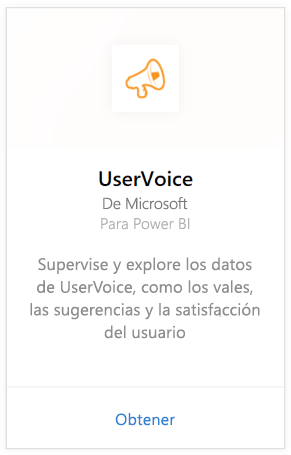 UserVoice
De Microsoft
Para Power BI
Supervise y explore los datos
de UserVoice, como los vales,
las sugerencias y la satisfacción
del usuario
Obtener